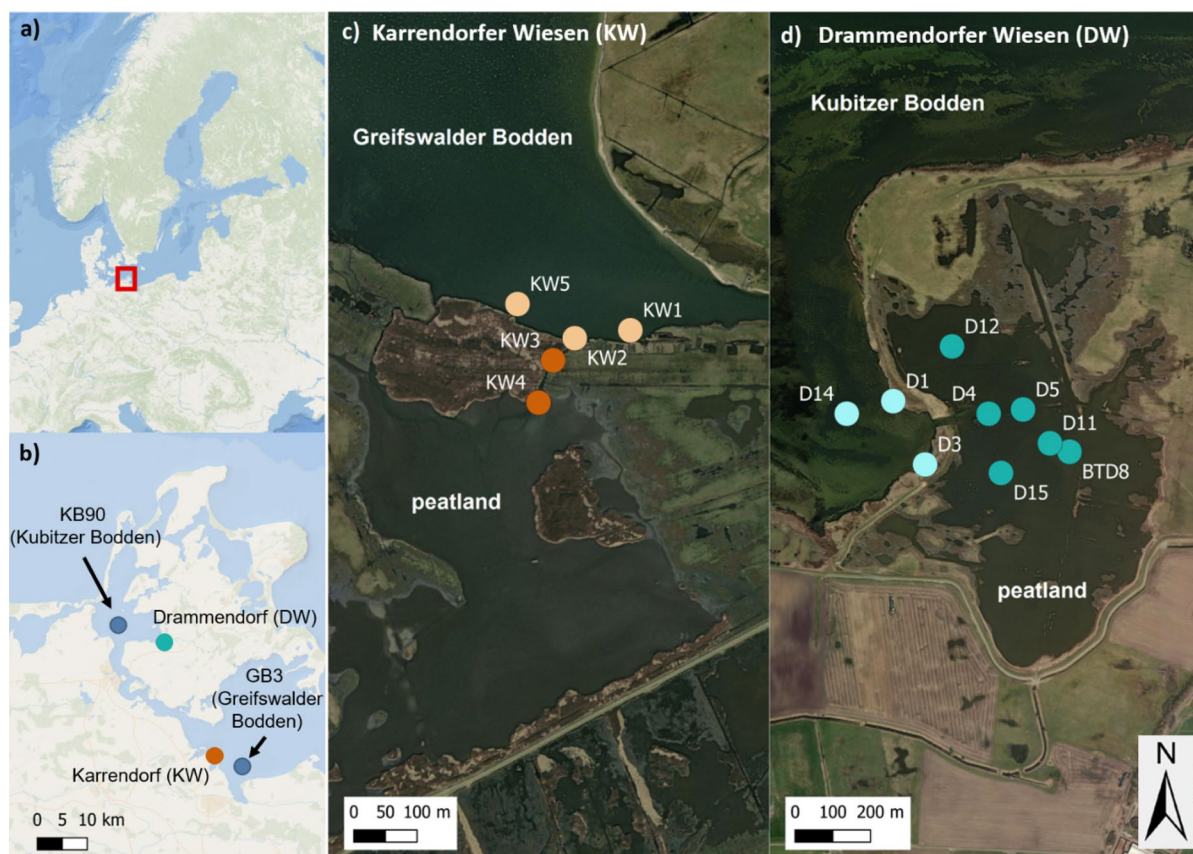 a)
b)
KB90
(Kubitzer Bodden)
Drammendorf (DW)
GB3
(Greifswalder
Bodden)
Karrendorf (KW)
0 5 10 km
c) Karrendorfer Wiesen (KW)
Greifswalder Bodden
KW5
KW1
KW3
KW2
KW4
peatland
0 50 100 m
d) Drammendorfer Wiesen (DW)
Kubitzer Bodden
D12
D1
D4
D5
D14
D11
D3
BTD8
D15
peatland
0 100 200 m
N